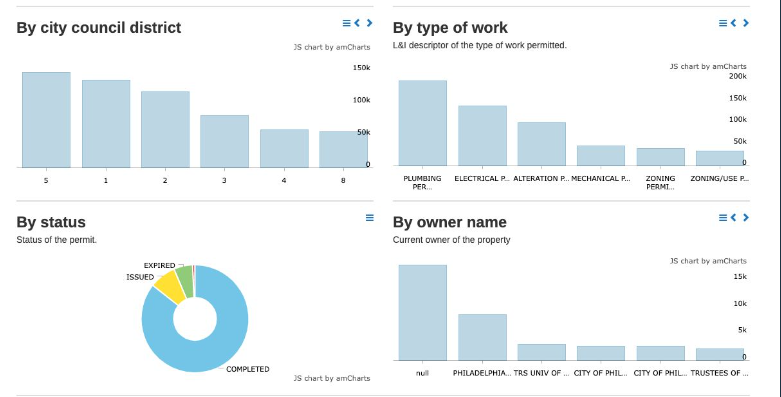 By city council district
JS chart by amCharts
150k
100k
50k
0
5 1 2 3 4 8
By type of work
L&I descriptor of the type of work permitted.
JS chart by amCharts
200k
150k
100k
50k
0
PLUMBING PER... ELECTRICAL P... ALTERATION P... MECHANICAL P... ZONING PERMI... ZONING/USE P...
By status
Status of the permit.
EXPIRED
ISSUED
COMPLETED
JS chart by amCharts
By owner name
Current owner of the property
JS chart by amCharts
15k
10k
5k
0
null PHILADELPHIA... TRS UNIV OF ... CITY OF PHIL... CITY OF PHIL... TRUSTEES OF ...